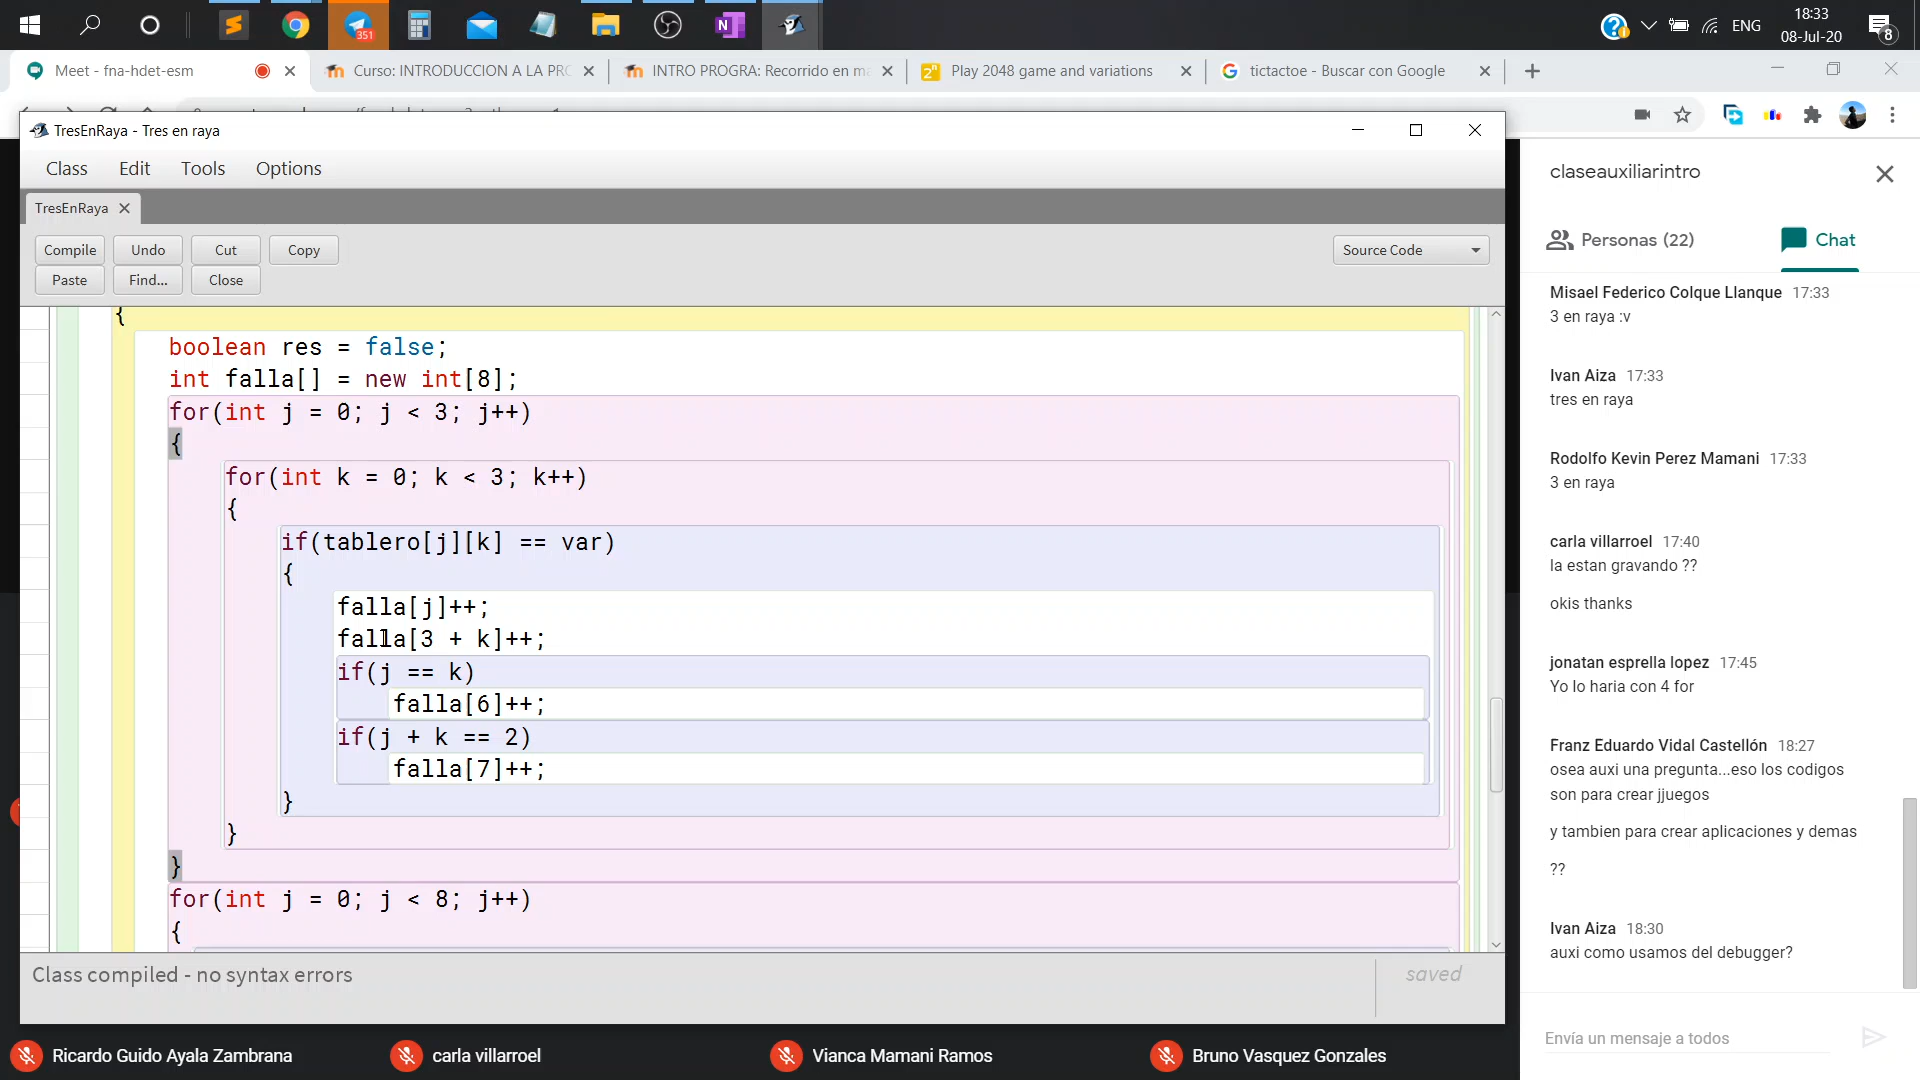 351
N
ENG
18:33
08-Jul-20
8
Meet - fna-hdet-esm
Curso: INTRODUCCION A LA PRO
INTRO PROGRA: Recorrido en ma
Play 2048 game and variations
tictactoe - Buscar con Google
TresEnRaya - Tres en raya
Class Edit Tools Options
TresEnRaya
Compile Undo Cut Copy
Paste Find... Close
Source Code
{
boolean res = false;
int falla[] = new int[8];
for(int j = 0; j < 3; j++)
{
for(int k = 0; k < 3; k++)
{
if(tablero[j][k] == var)
{
falla[j]++;
falla[3 + k]++;
if(j == k)
falla[6]++;
if(j + k == 2)
falla[7]++;
}
}
}
for(int j = 0; j < 8; j++)
{
Class compiled - no syntax errors
saved
claseauxiliarintro
Personas (22)
Chat
Misael Federico Colque Llanque 17:33
3 en raya :v
Ivan Aiza 17:33
tres en raya
Rodolfo Kevin Perez Mamani 17:33
3 en raya
carla villarroel 17:40
la estan gravando ??
okis thanks
jonatan esprella lopez 17:45
Yo lo haria con 4 for
Franz Eduardo Vidal Castellón 18:27
osea auxi una pregunta...eso los codigos
son para crear jjuegos
y tambien para crear aplicaciones y demas
??
Ivan Aiza 18:30
auxi como usamos del debugger?
Envía un mensaje a todos
Ricardo Guido Ayala Zambrana
carla villarroel
Vianca Mamani Ramos
Bruno Vasquez Gonzales